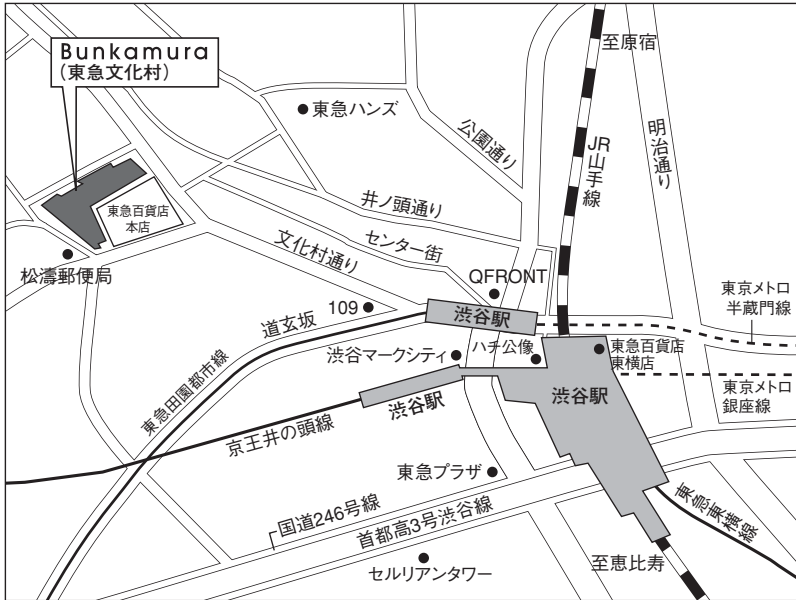 Bunkamura
(東急文化村)
至原宿
東急ハンズ
公園通り
JR山手線
明治通り
東急百貨店
本店
井ノ頭通り
センター街
文化村通り
松濤郵便局
QFRONT
109
道玄坂
渋谷駅
東京メトロ
半蔵門線
渋谷マークシティ
ハチ公像
東急百貨店
東横店
東急田園都市線
渋谷駅
渋谷駅
東京メトロ
銀座線
京王井の頭線
東急プラザ
国道246号線
首都高3号渋谷線
東急東横線
至恵比寿
セルリアンタワー